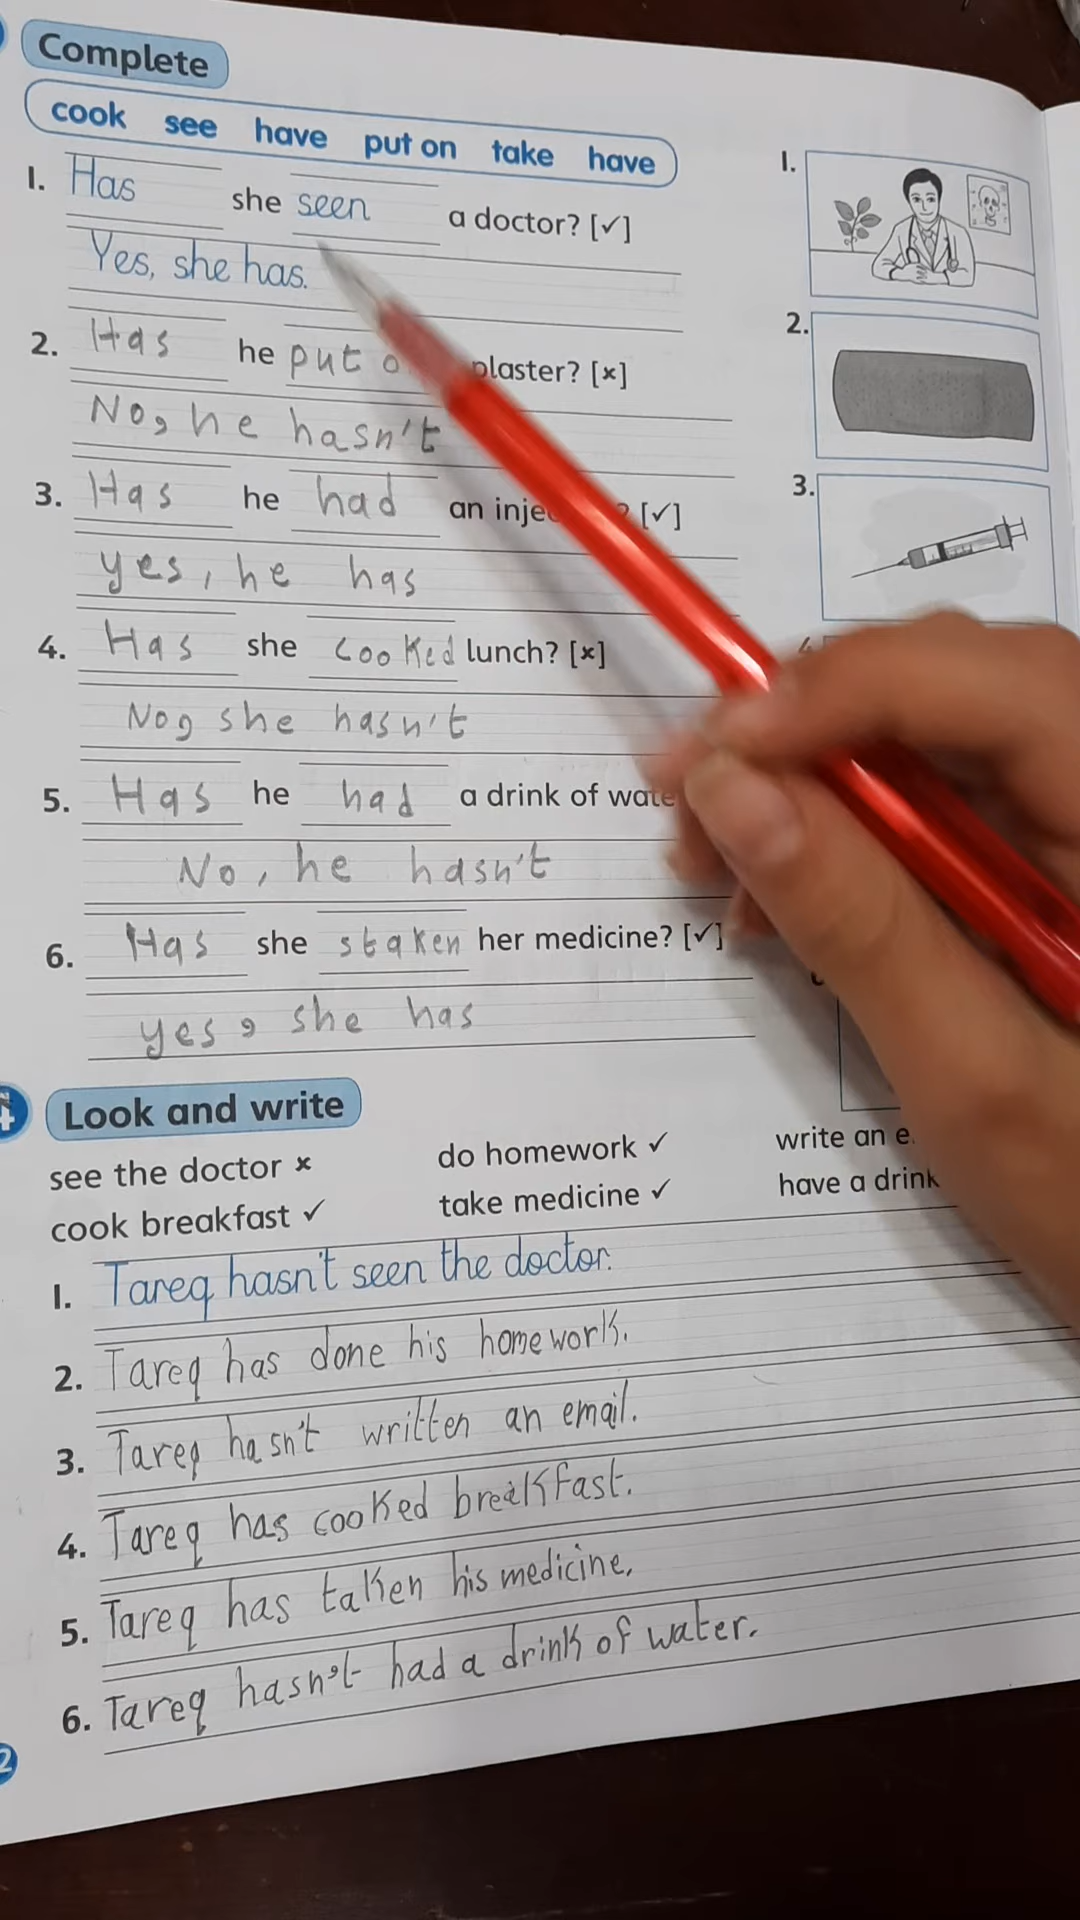 Complete
cook see have put on take have
1. Has she seen a doctor? [✓]
Yes, she has.
2. Has he put plaster? [×]
No, he hasn't
3. Has he had an [✓]
yes, he has
4. Has she cooked lunch? [×]
No, she hasn't
5. Has he had a drink of
No, he hasn't
6. Has she staken her medicine? [✓]
yes, she has
Look and write
see the doctor × do homework ✓ write an
cook breakfast ✓ take medicine ✓ have a drink
1. Tareq hasn't seen the doctor.
2. Tareq has done his homework.
3. Tareq hasn't written an email.
4. Tareq has cooked breakfast.
5. Tareq has taken his medicine.
6. Tareq hasn't had a drink of water.
1.
2.
3.